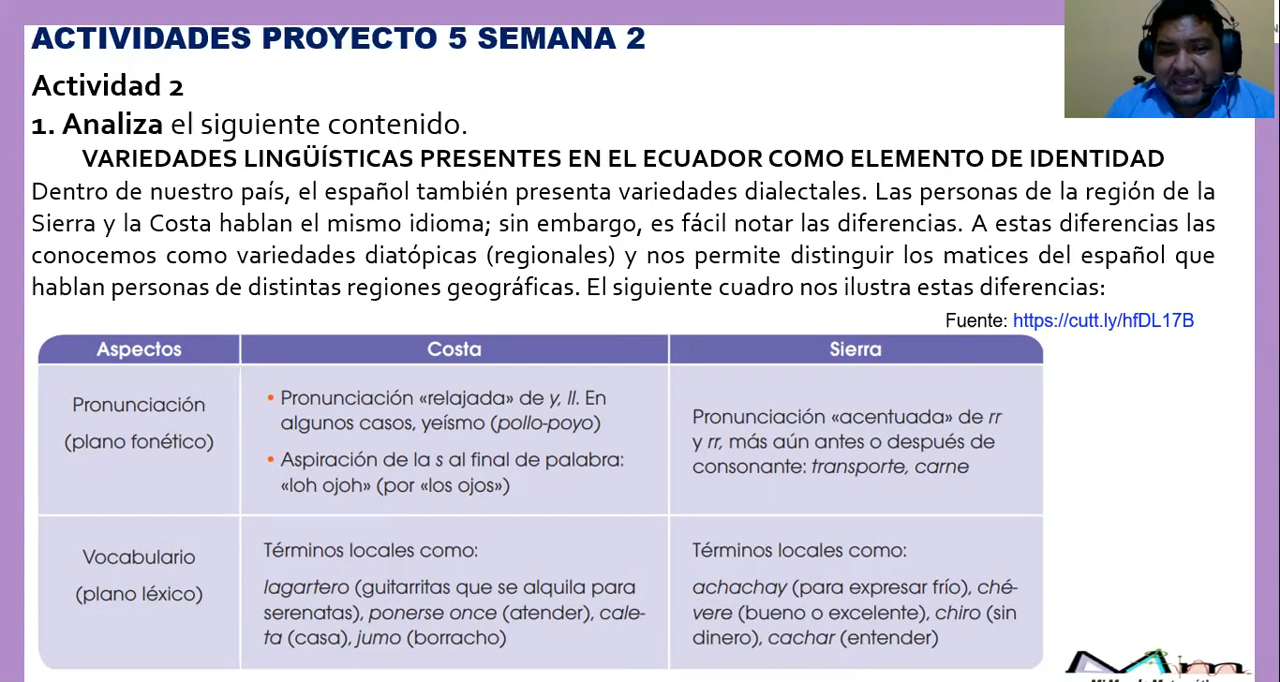 ACTIVIDADES PROYECTO 5 SEMANA 2
Actividad 2
1. Analiza el siguiente contenido.
VARIEDADES LINGÜÍSTICAS PRESENTES EN EL ECUADOR COMO ELEMENTO DE IDENTIDAD
Dentro de nuestro país, el español también presenta variedades dialectales. Las personas de la región de la
Sierra y la Costa hablan el mismo idioma; sin embargo, es fácil notar las diferencias. A estas diferencias las
conocemos como variedades diatópicas (regionales) y nos permite distinguir los matices del español que
hablan personas de distintas regiones geográficas. El siguiente cuadro nos ilustra estas diferencias:
Fuente: https://cutt.ly/hfDL17B
Aspectos
Costa
Sierra
Pronunciación
(plano fonético)
• Pronunciación «relajada» de y, ll. En
algunos casos, yeísmo (pollo-poyo)
• Aspiración de la s al final de palabra:
«loh ojoh» (por «los ojos»)
Pronunciación «acentuada» de rr
y rr, más aún antes o después de
consonante: transporte, carne
Vocabulario
(plano léxico)
Términos locales como:
lagartero (guitarritas que se alquila para
serenatas), ponerse once (atender), cale-
ta (casa), jumo (borracho)
Términos locales como:
achachay (para expresar frío), ché-
vere (bueno o excelente), chiro (sin
dinero), cachar (entender)